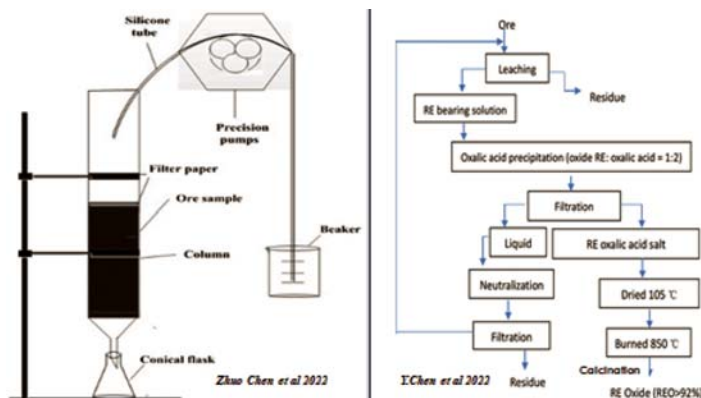 Silicone
tube
Precision
pumps
Filter paper
Ore sample
Beaker
Column
Conical flask
Zhuo Chen et al 2022
Ore
Leaching
Residue
RE bearing solution
Oxalic acid precipitation (oxide RE: oxalic acid = 1:2)
Filtration
Liquid
RE oxalic acid salt
Neutralization
Dried 105 ℃
Filtration
Burned 850 ℃
Calcination
Residue
RE Oxide (REO>92%)
Y.Chen et al 2022